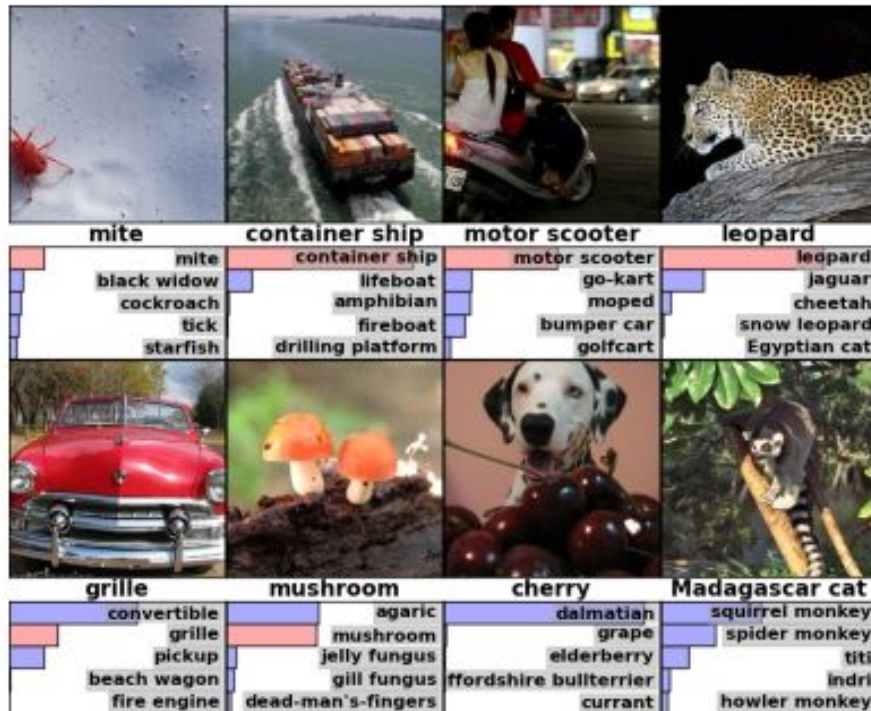 mite
container ship
motor scooter
leopard
mite
black widow
cockroach
tick
starfish
container ship
lifeboat
amphibian
fireboat
drilling platform
motor scooter
go-kart
moped
bumper car
golfcart
leopard
jaguar
cheetah
snow leopard
Egyptian cat
grille
mushroom
cherry
Madagascar cat
convertible
grille
pickup
beach wagon
fire engine
agaric
mushroom
jelly fungus
gill fungus
dead-man's-fingers
dalmatian
grape
elderberry
ffordshire bullterrier
currant
squirrel monkey
spider monkey
titi
indri
howler monkey